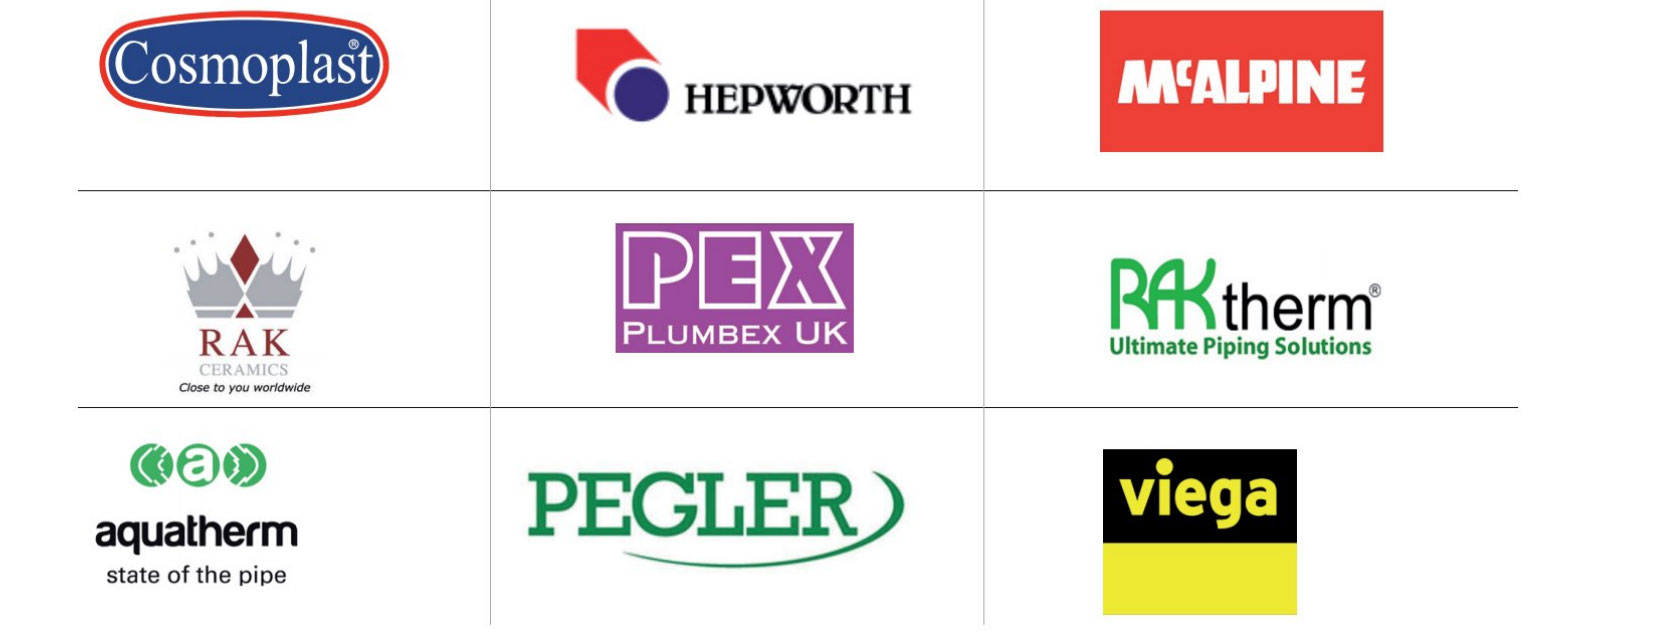 Cosmoplast®
HEPWORTH
McALPINE
RAK
CERAMICS
Close to you worldwide
PEX
PLUMBEX UK
RAKtherm®
Ultimate Piping Solutions
a
aquatherm
state of the pipe
PEGLER
viega